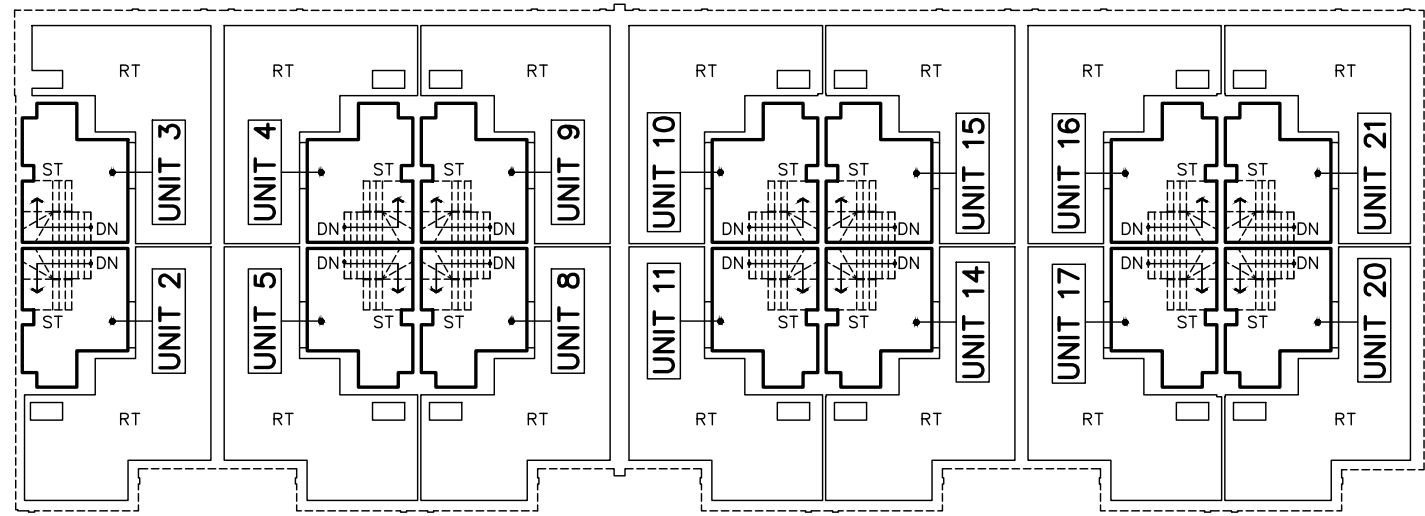 RT RT RT RT RT RT RT
UNIT 3 UNIT 4 UNIT 9 UNIT 10 UNIT 15 UNIT 16 UNIT 21
ST ST ST ST ST ST ST
DN DN DN DN DN DN DN
DN DN DN DN DN DN DN
UNIT 2 UNIT 5 UNIT 8 UNIT 11 UNIT 14 UNIT 17 UNIT 20
ST ST ST ST ST ST ST
RT RT RT RT RT RT RT